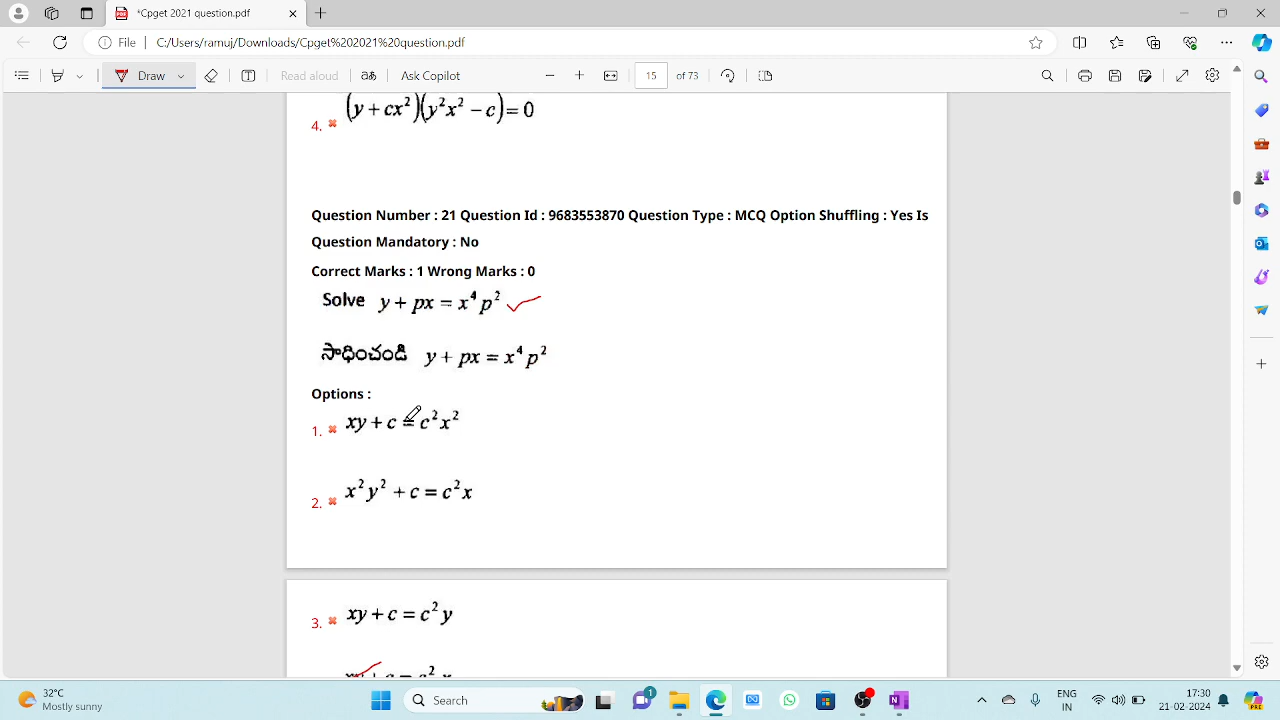 *Cpget 2021 question.pdf
File C:/Users/ramuj/Downloads/Cpget%202021%20question.pdf
Draw Read aloud Ask Copilot 15 of 73
4. (y + cx²)(y²x² − c) = 0
Question Number : 21 Question Id : 9683553870 Question Type : MCQ Option Shuffling : Yes Is
Question Mandatory : No
Correct Marks : 1 Wrong Marks : 0
Solve y + px = x⁴p²
సాధించండి y + px = x⁴p²
Options :
1. xy + c = c²x²
2. x²y² + c = c²x
3. xy + c = c²y
32°C
Mostly sunny
Search
1
ENG
IN
17:30
21-02-2024